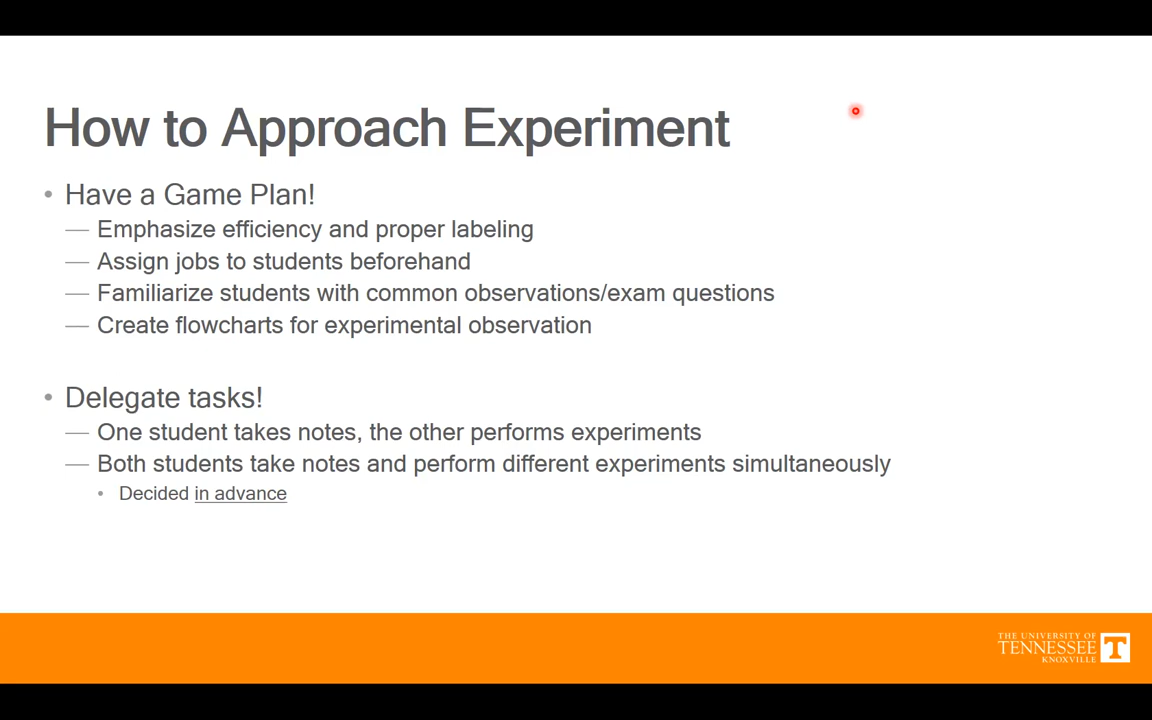 How to Approach Experiment
• Have a Game Plan!
— Emphasize efficiency and proper labeling
— Assign jobs to students beforehand
— Familiarize students with common observations/exam questions
— Create flowcharts for experimental observation
• Delegate tasks!
— One student takes notes, the other performs experiments
— Both students take notes and perform different experiments simultaneously
• Decided in advance
THE UNIVERSITY OF
TENNESSEE
KNOXVILLE
T